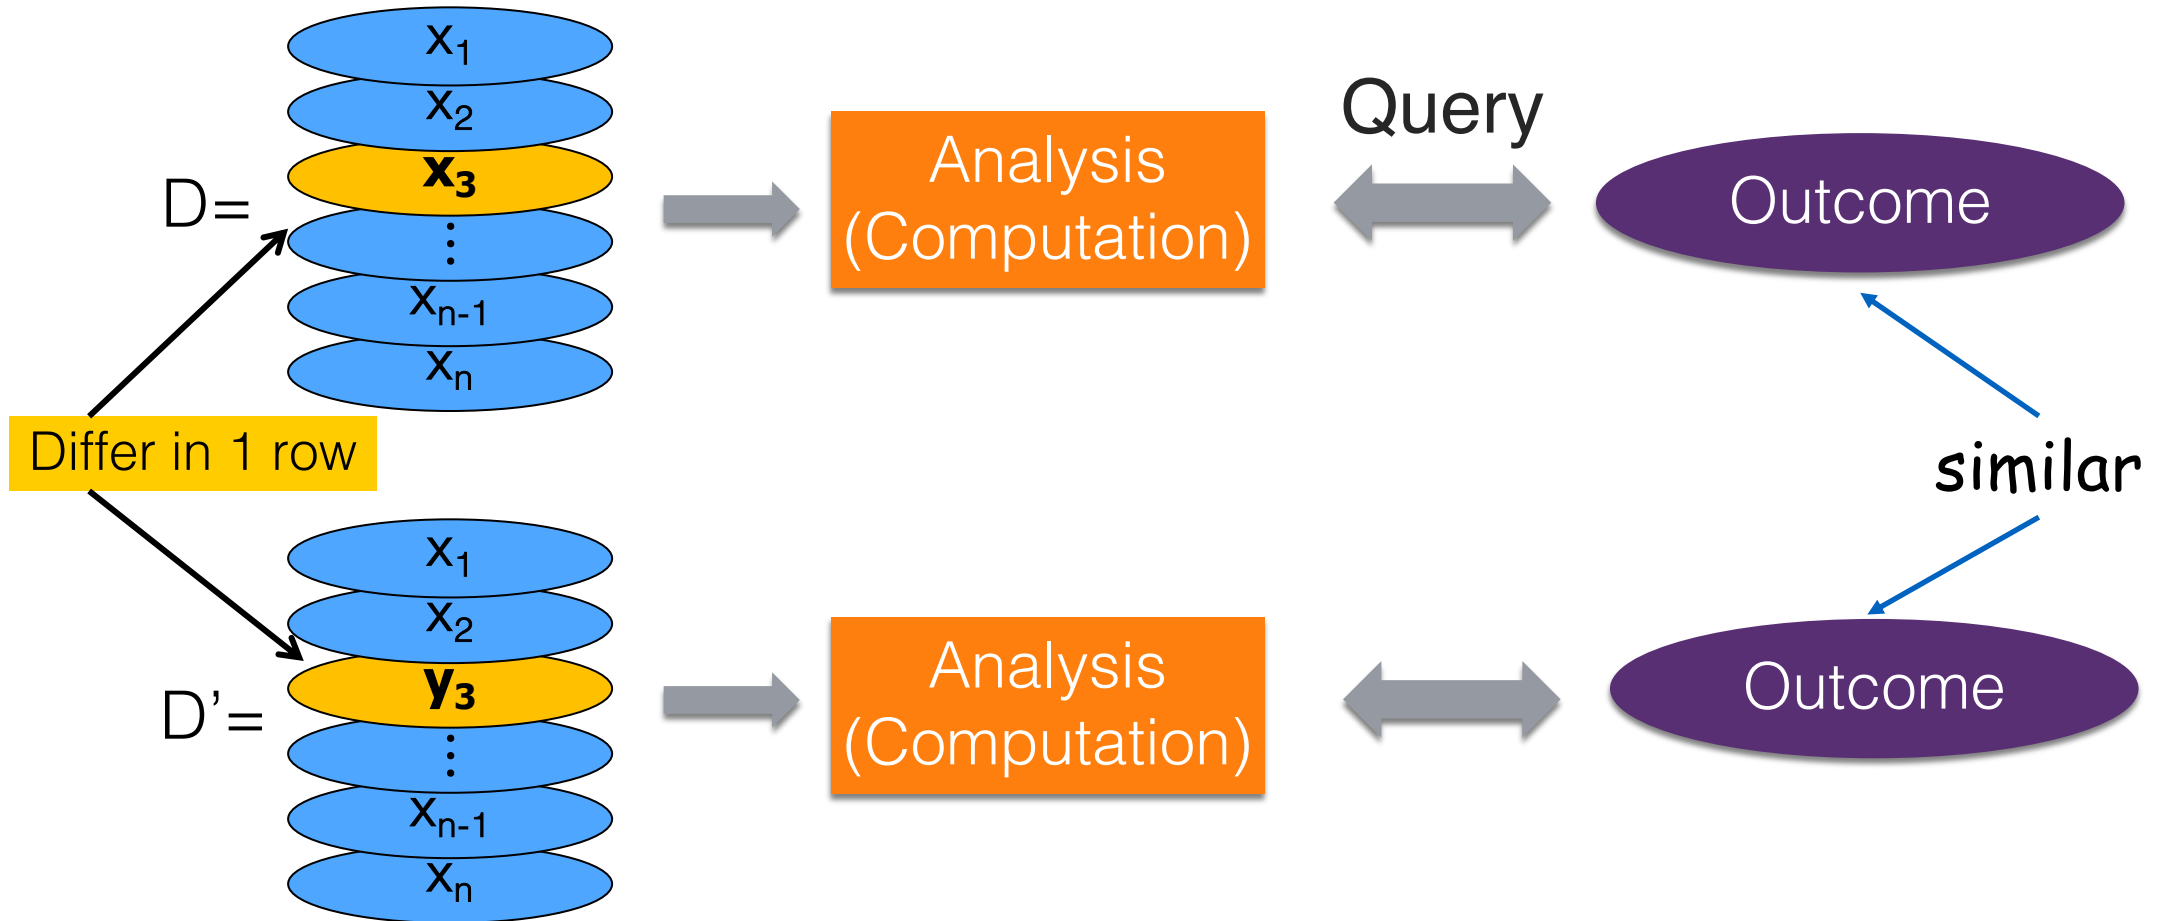 x₁
x₂
x₃
D=
⋮
xₙ₋₁
xₙ
Analysis
(Computation)
Query
Outcome
Differ in 1 row
similar
x₁
x₂
y₃
D’=
⋮
xₙ₋₁
xₙ
Analysis
(Computation)
Outcome